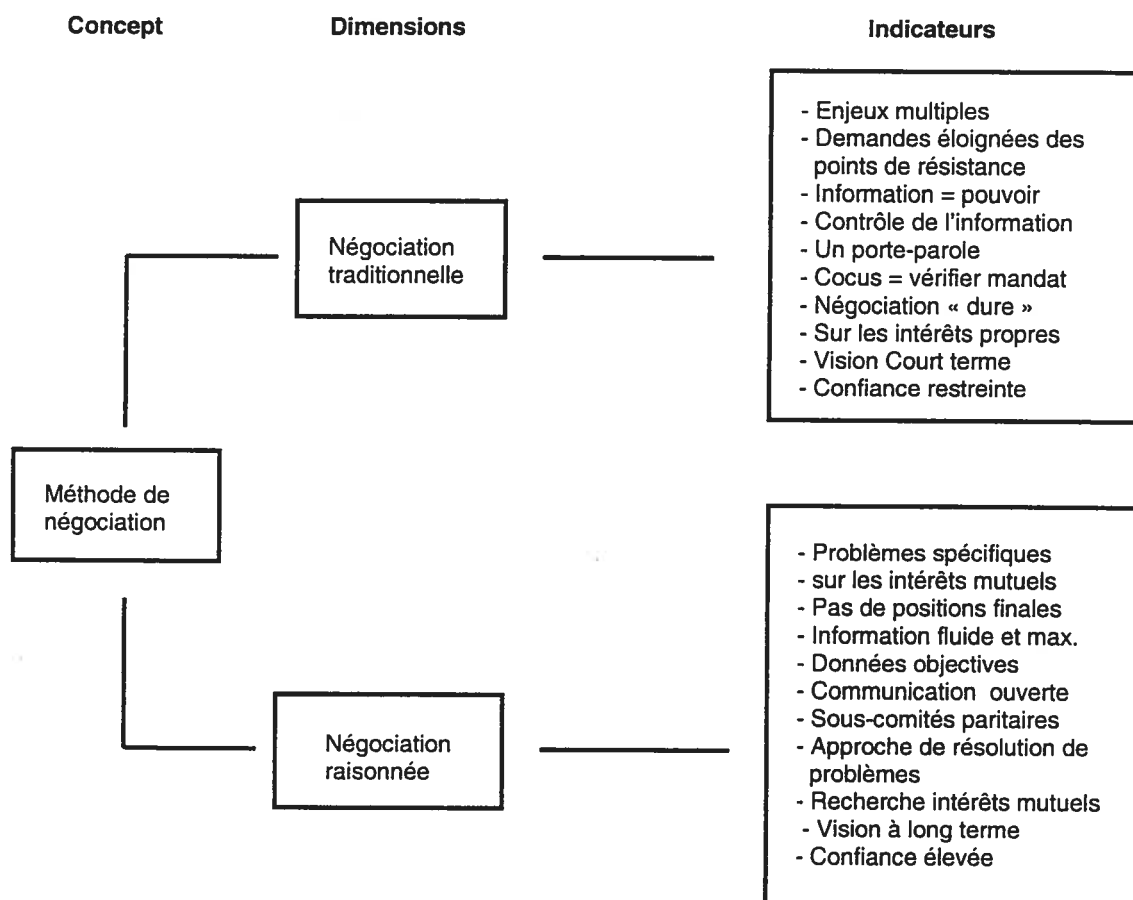 Concept Dimensions Indicateurs
- Enjeux multiples
- Demandes éloignées des
points de résistance
- Information = pouvoir
- Contrôle de l'information
- Un porte-parole
- Cocus = vérifier mandat
- Négociation « dure »
- Sur les intérêts propres
- Vision Court terme
- Confiance restreinte
Négociation
traditionnelle
Méthode de
négociation
- Problèmes spécifiques
- sur les intérêts mutuels
- Pas de positions finales
- Information fluide et max.
- Données objectives
- Communication ouverte
- Sous-comités paritaires
- Approche de résolution de
problèmes
- Recherche intérêts mutuels
- Vision à long terme
- Confiance élevée
Négociation
raisonnée